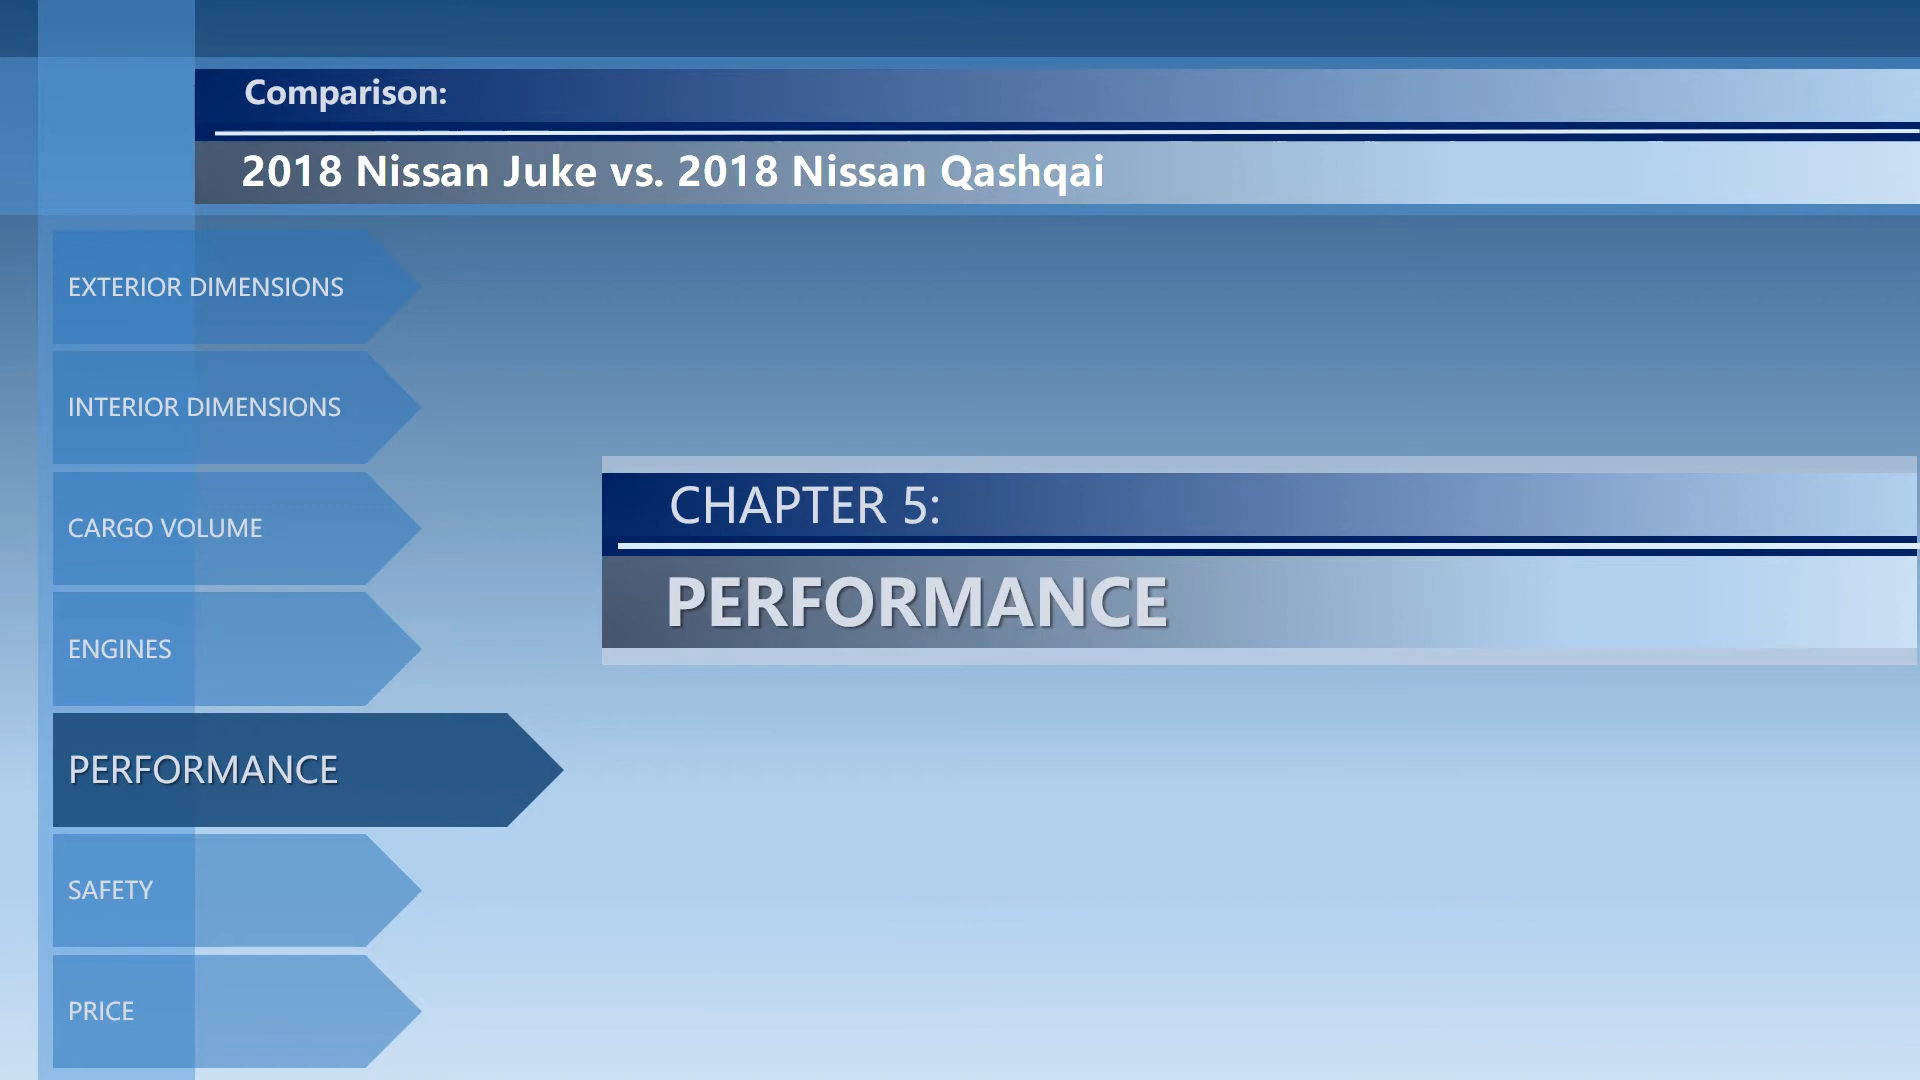 Comparison:
2018 Nissan Juke vs. 2018 Nissan Qashqai
EXTERIOR DIMENSIONS
INTERIOR DIMENSIONS
CARGO VOLUME
ENGINES
PERFORMANCE
SAFETY
PRICE
CHAPTER 5:
PERFORMANCE